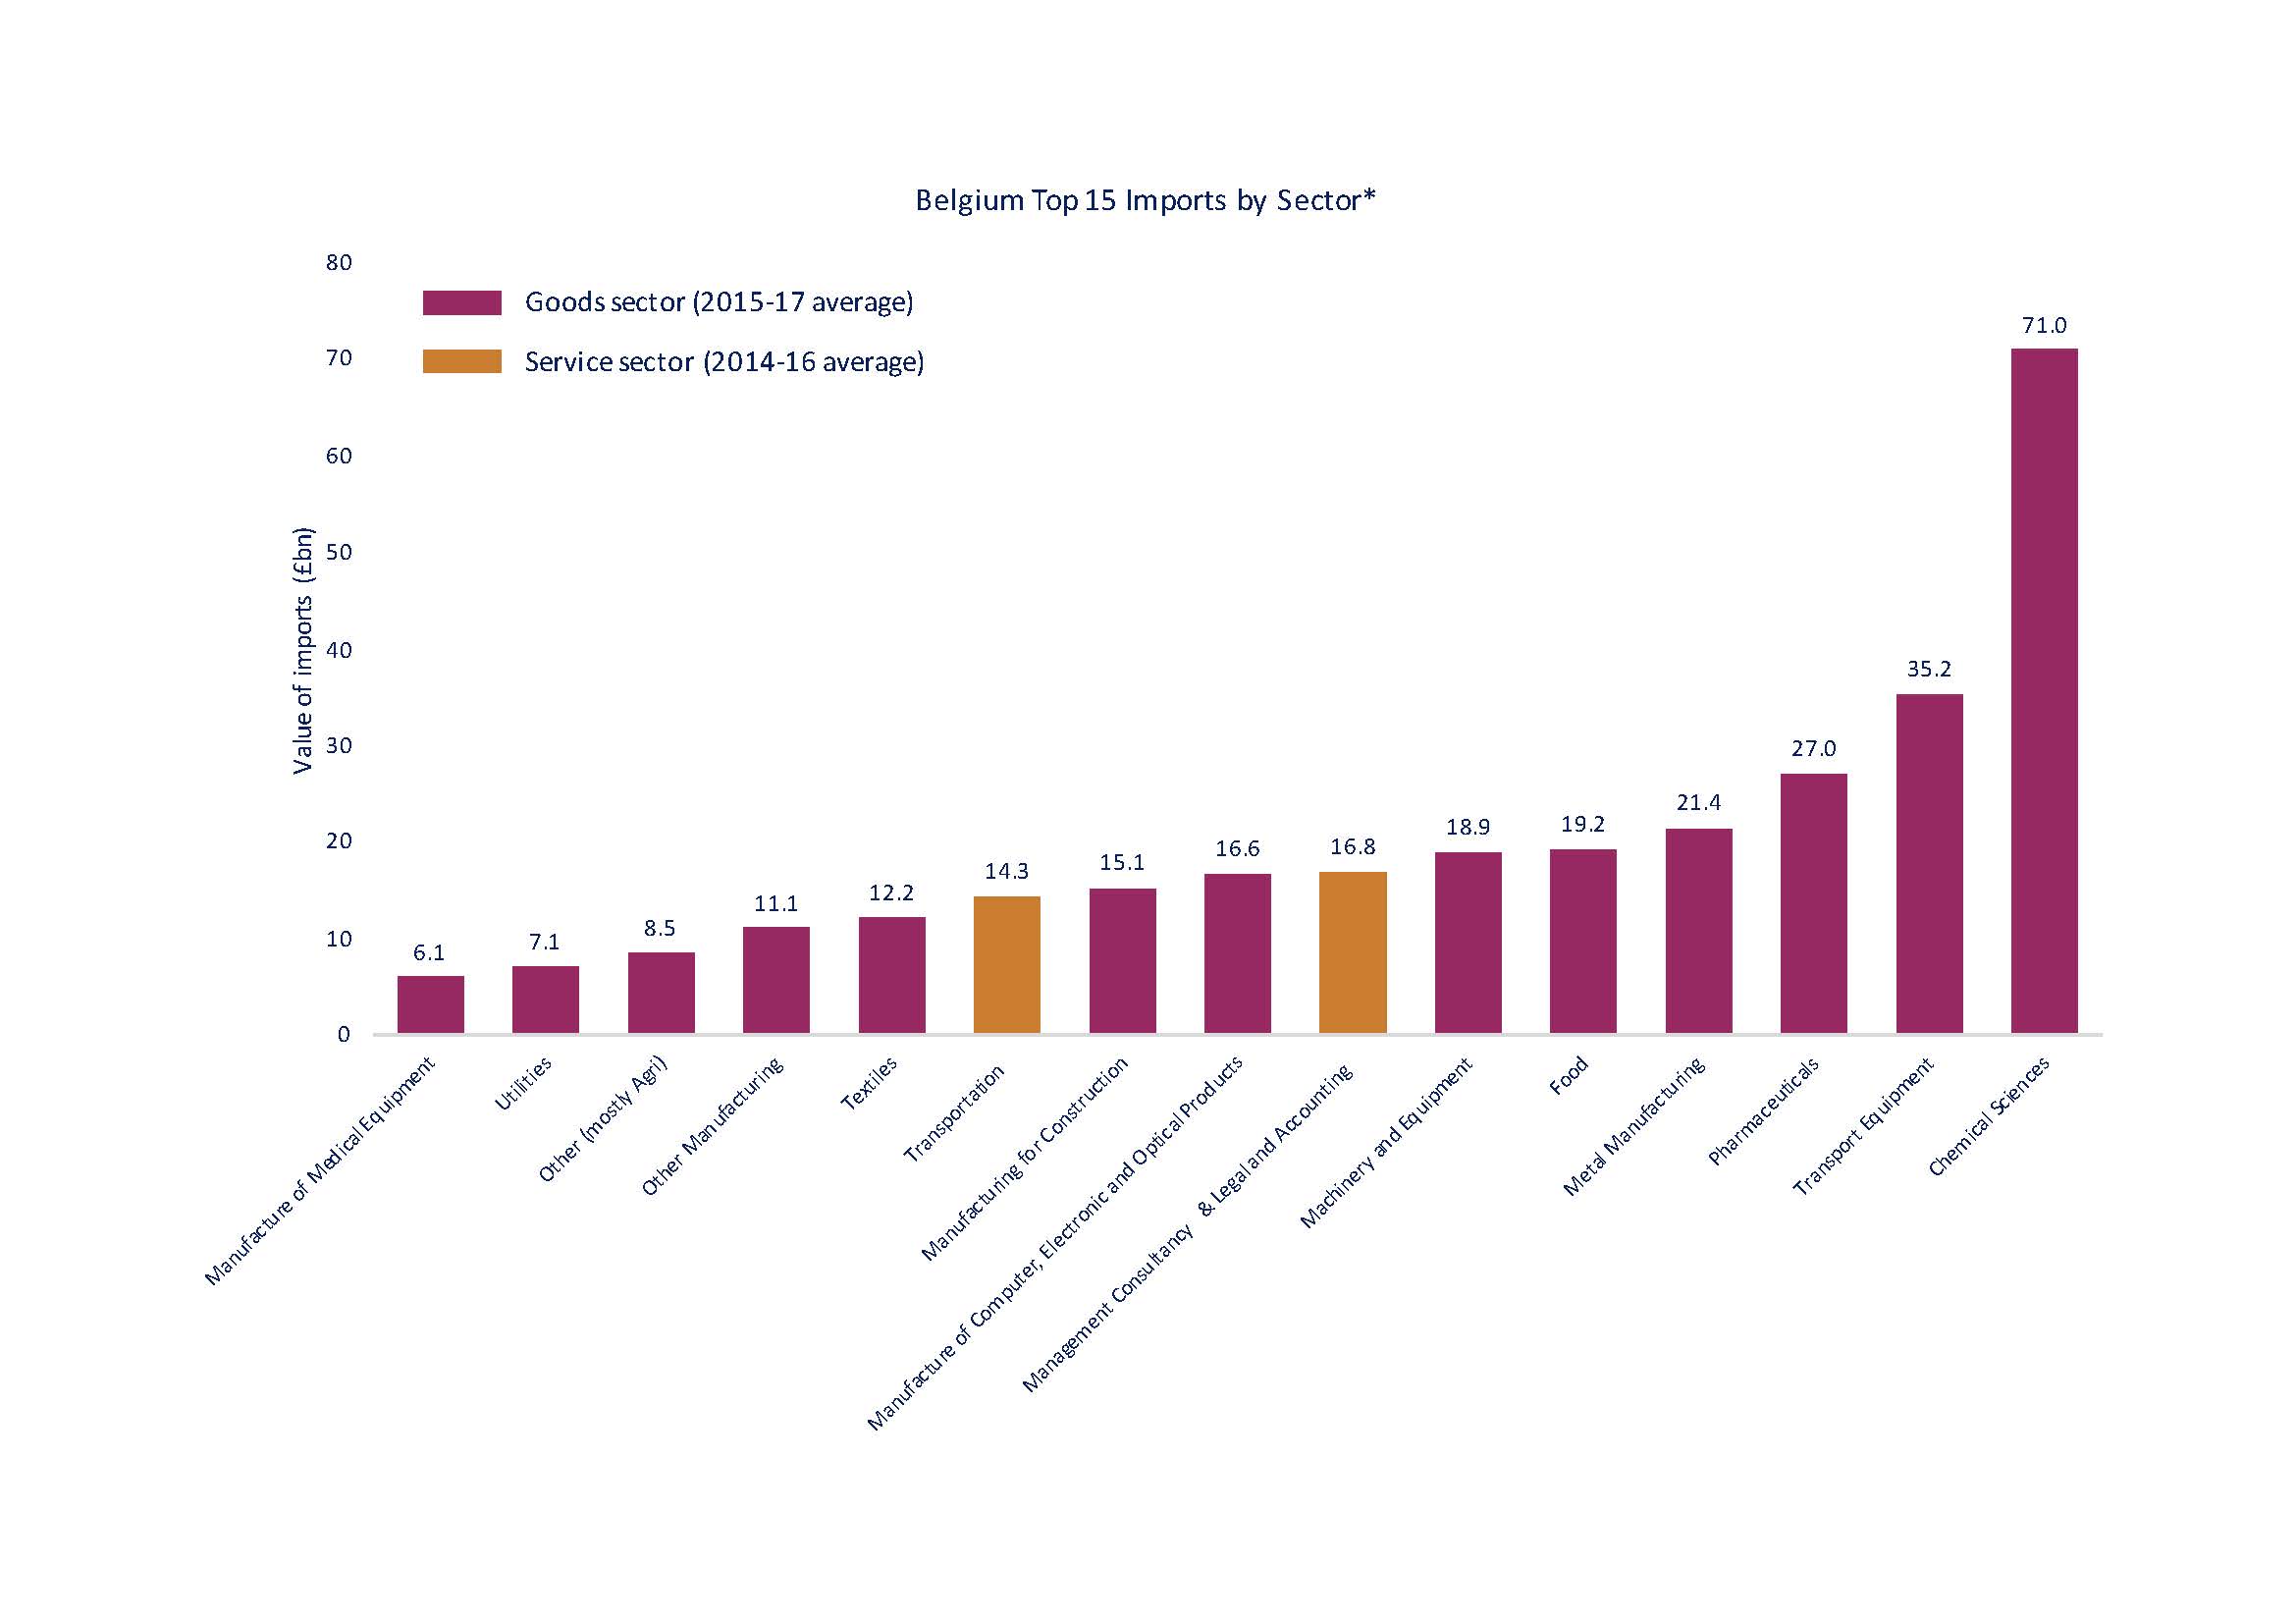 Belgium Top 15 Imports by Sector*
Value of imports (£bn)
80
70
60
50
40
30
20
10
0
Goods sector (2015-17 average)
Service sector (2014-16 average)
6.1
7.1
8.5
11.1
12.2
14.3
15.1
16.6
16.8
18.9
19.2
21.4
27.0
35.2
71.0
Manufacture of Medical Equipment
Utilities
Other (mostly Agri)
Other Manufacturing
Textiles
Transportation
Manufacturing for Construction
Manufacture of Computer, Electronic and Optical Products
Management Consultancy & Legal and Accounting
Machinery and Equipment
Food
Metal Manufacturing
Pharmaceuticals
Transport Equipment
Chemical Sciences